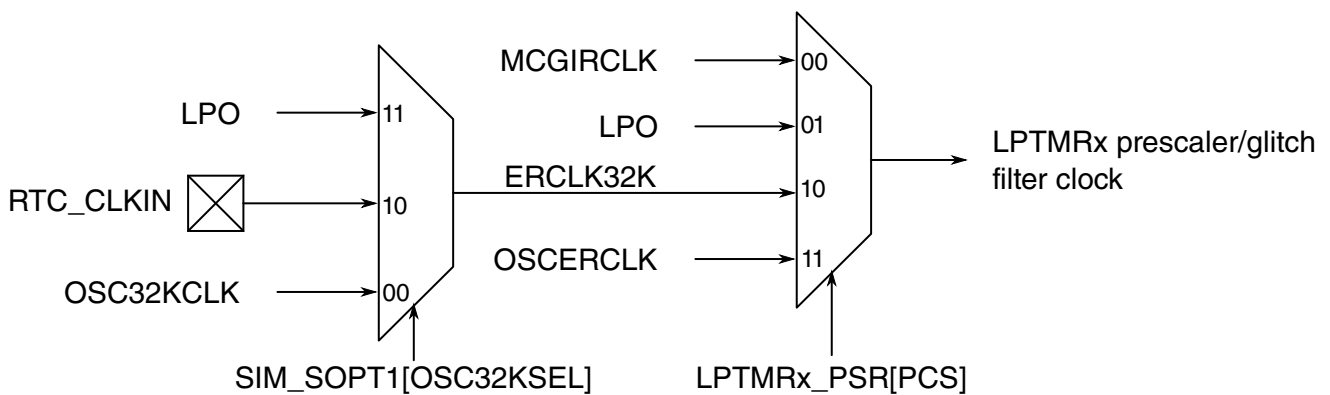 MCGIRCLK
00
LPO
11
LPO
01
LPTMRx prescaler/glitch
filter clock
ERCLK32K
RTC_CLKIN
10
10
OSCERCLK
11
OSC32KCLK
00
SIM_SOPT1[OSC32KSEL]
LPTMRx_PSR[PCS]